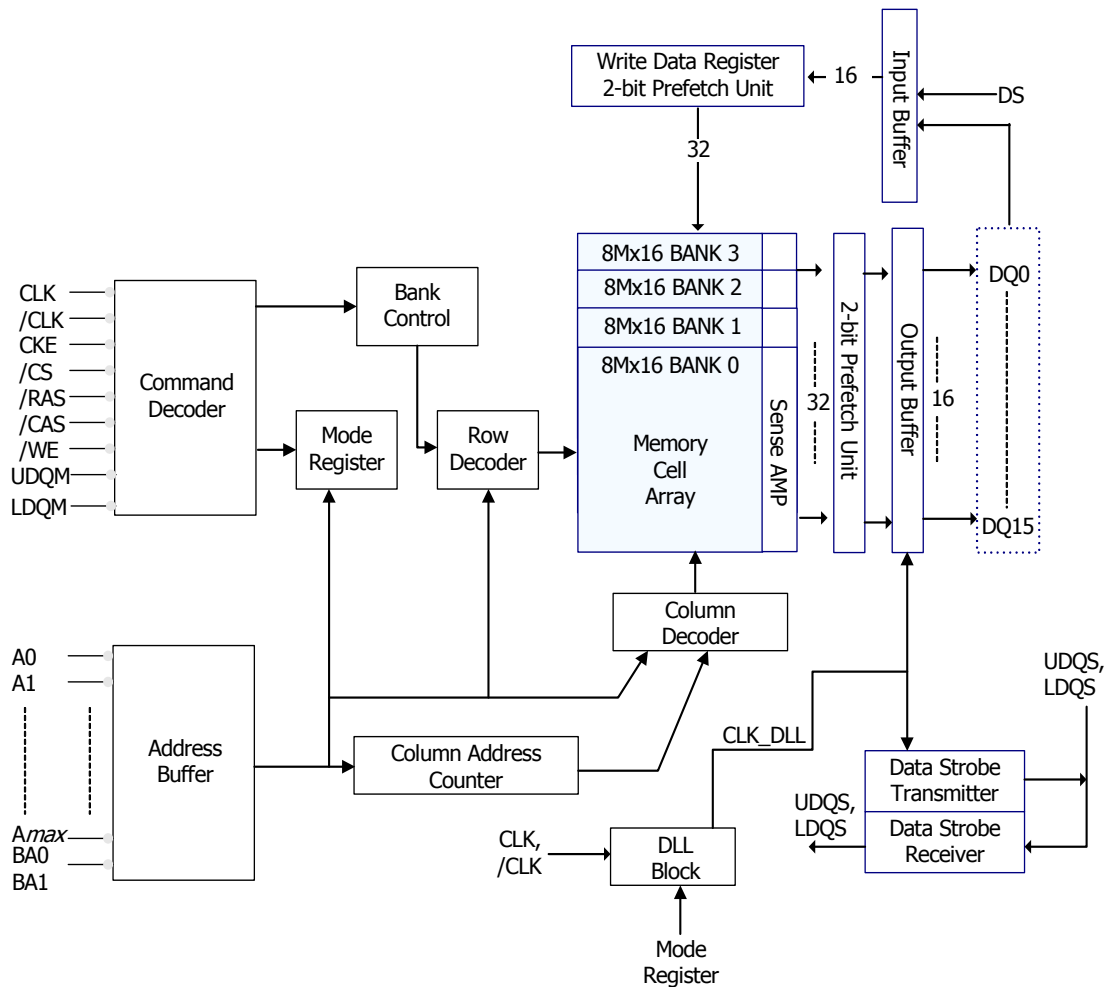 Write Data Register
2-bit Prefetch Unit
16
Input Buffer
DS
32
8Mx16 BANK 3
8Mx16 BANK 2
8Mx16 BANK 1
8Mx16 BANK 0
Memory
Cell
Array
Sense AMP
32
2-bit Prefetch Unit
Output Buffer
16
DQ0
DQ15
CLK
/CLK
CKE
/CS
/RAS
/CAS
/WE
UDQM
LDQM
Command
Decoder
Bank
Control
Mode
Register
Row
Decoder
Column
Decoder
A0
A1
Amax
BA0
BA1
Address
Buffer
Column Address
Counter
CLK_DLL
UDQS,
LDQS
Data Strobe
Transmitter
Data Strobe
Receiver
UDQS,
LDQS
CLK,
/CLK
DLL
Block
Mode
Register